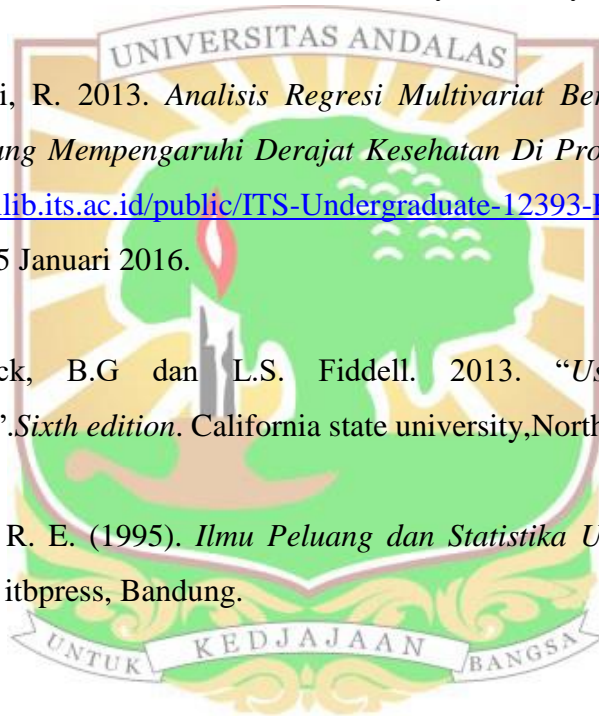 UNIVERSITAS ANDALAS
i, R. 2013. Analisis Regresi Multivariat Ber
ung Mempengaruhi Derajat Kesehatan Di Pro
ilib.its.ac.id/public/ITS-Undergraduate-12393-
5 Januari 2016.
ck, B.G dan L.S. Fiddell. 2013. “Us
”.Sixth edition. California state university,North
R. E. (1995). Ilmu Peluang dan Statistika U
itbpress, Bandung.
UNTUK KEDJAJAAN BANGSA